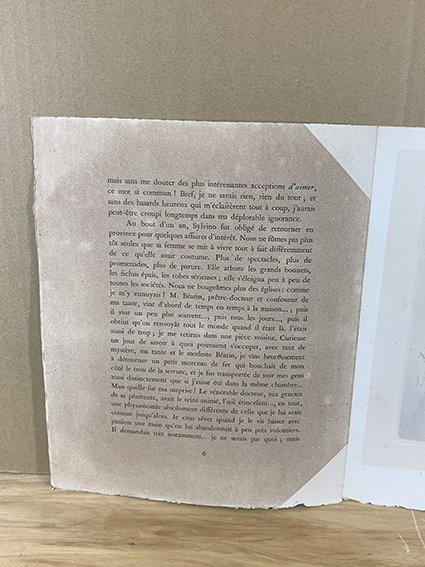 mais sans me douter des plus intéressantes acceptions d'aimer,
ce mot si commun ! Bref, je ne savais rien, rien du tout ; et
sans des hasards heureux qui m'éclairèrent tout à coup, j'aurais
peut-être croupi longtemps dans ma déplorable ignorance.
Au bout d'un an, Sylvino fut obligé de retourner en
province pour quelques affaires d'intérêt. Nous ne fûmes pas plus
tôt seules que sa femme se mit à vivre tout à fait différemment
de ce qu'elle avait coutume. Plus de spectacles, plus de
promenades, plus de parure. Elle arbora les grands bonnets,
les fichus épais, les robes sérieuses ; elle s'éloigna peu à peu de
toutes les sociétés. Nous ne bougeâmes plus des églises : comme
je m'y ennuyais ! M. Béatin, prêtre-docteur et confesseur de
ma tante, vint d'abord de temps en temps à la maison... ; puis
il vint un peu plus souvent..., puis tous les jours..., puis il
obtint qu'on renvoyât tout le monde quand il était là. J'étais
aussi de trop ; je me retirais dans une pièce voisine. Curieuse
un jour de savoir à quoi pouvaient s'occuper, avec tant de
mystère, ma tante et le modeste Béatin, je vins heureusement
à détourner un petit morceau de fer qui bouchait de mon
côté le trou de la serrure, et je fus transportée de voir mes gens
aussi distinctement que si j'eusse été dans la même chambre...
Mais quelle fut ma surprise ! Le vénérable docteur, aux genoux
de sa pénitente, avait le teint animé, l'œil étincelant..., en tout,
une physionomie absolument différente de celle que je lui avais
connue jusqu'alors. Je crus rêver quand je le vis baiser avec
passion une main qu'on lui abandonnait à peu près volontiers.
Il demandait très instamment... je ne savais pas quoi ; mais
6